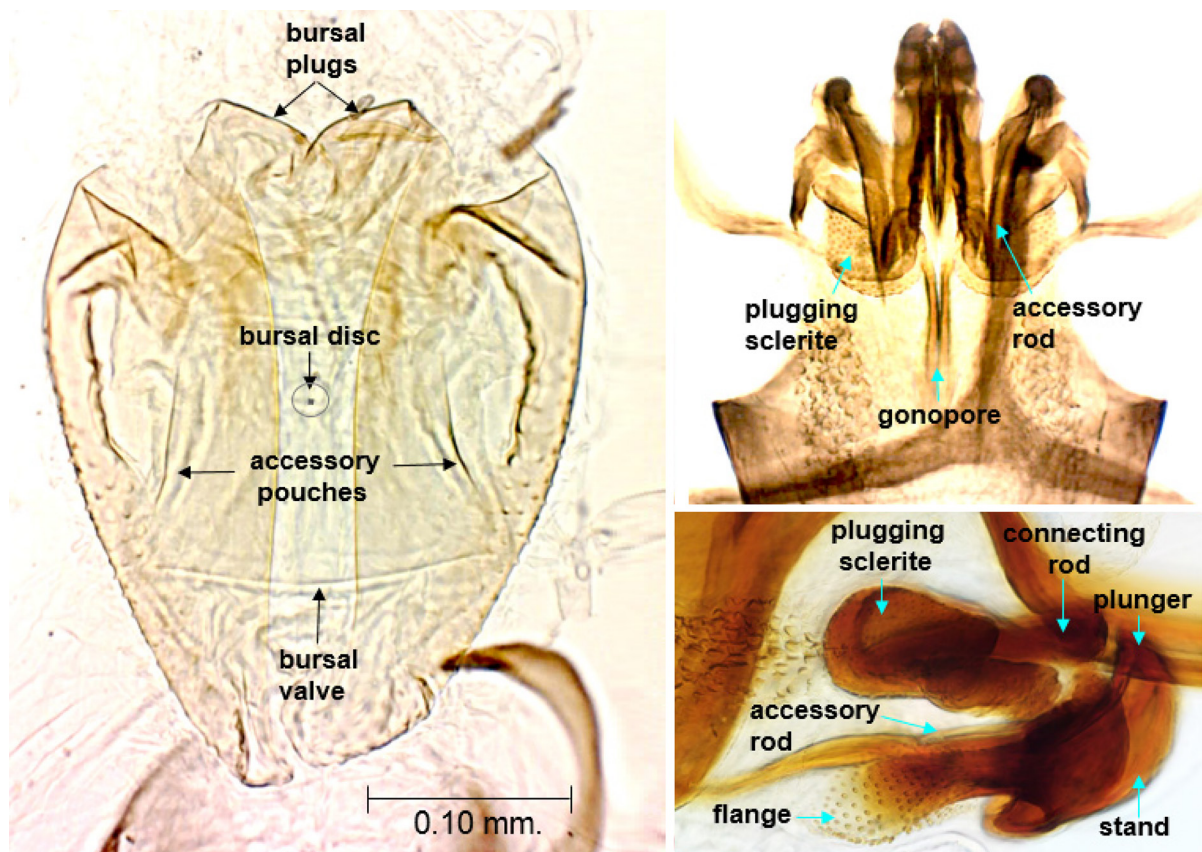 bursal
plugs
bursal disc
accessory
pouches
bursal
valve
0.10 mm.
plugging
sclerite
accessory
rod
gonopore
plugging
sclerite
connecting
rod
plunger
accessory
rod
flange
stand